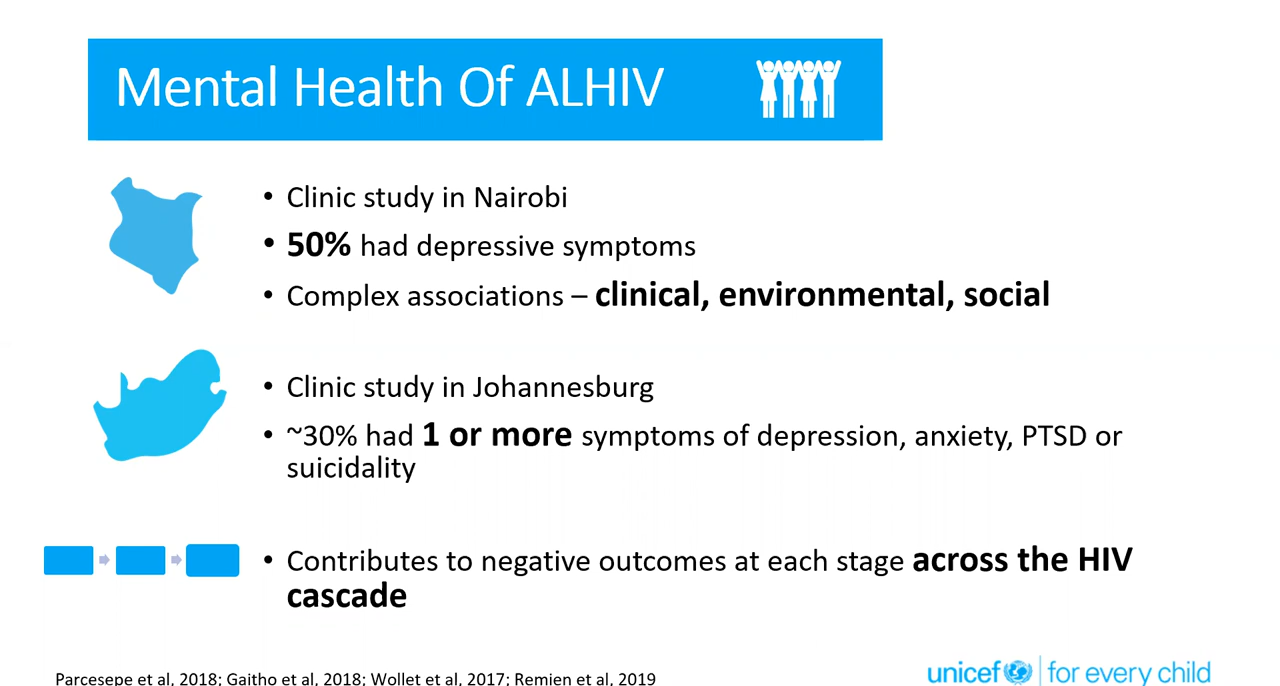 Mental Health Of ALHIV
• Clinic study in Nairobi
• 50% had depressive symptoms
• Complex associations – clinical, environmental, social
• Clinic study in Johannesburg
• ~30% had 1 or more symptoms of depression, anxiety, PTSD or
suicidality
• Contributes to negative outcomes at each stage across the HIV
cascade
Parcesepe et al, 2018; Gaitho et al, 2018; Wollet et al, 2017; Remien et al, 2019
unicef | for every child